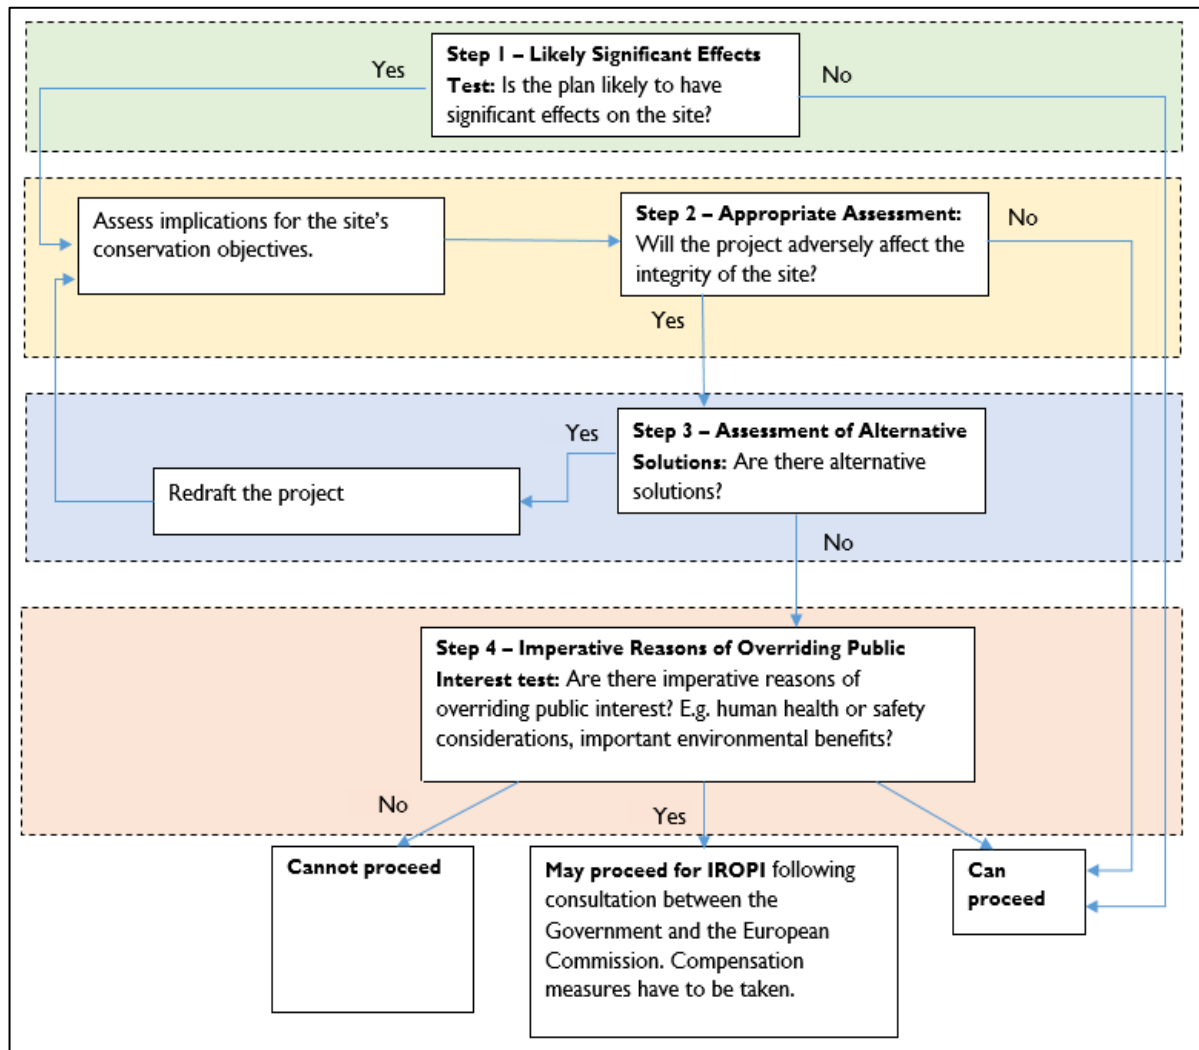 Step 1 – Likely Significant Effects
Test: Is the plan likely to have
significant effects on the site?
Yes
No
Assess implications for the site's
conservation objectives.
Step 2 – Appropriate Assessment:
Will the project adversely affect the
integrity of the site?
No
Yes
Step 3 – Assessment of Alternative
Solutions: Are there alternative
solutions?
Yes
Redraft the project
No
Step 4 – Imperative Reasons of Overriding Public
Interest test: Are there imperative reasons of
overriding public interest? E.g. human health or safety
considerations, important environmental benefits?
No
Yes
Cannot proceed
May proceed for IROPI following
consultation between the
Government and the European
Commission. Compensation
measures have to be taken.
Can
proceed